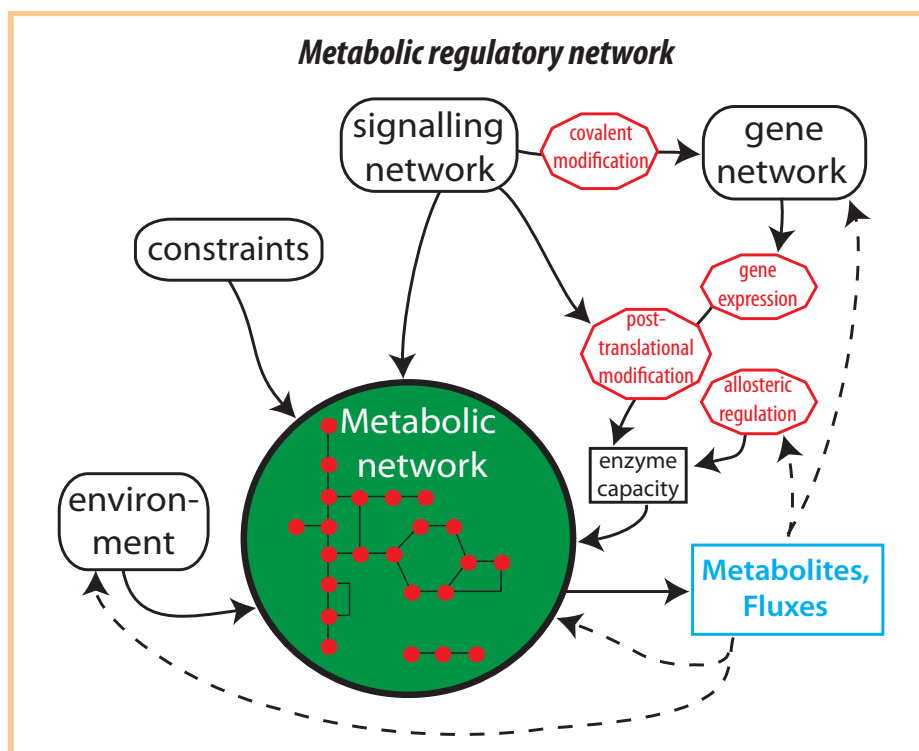 Metabolic regulatory network
signalling
network
covalent
modification
gene
network
constraints
gene
expression
post-
translational
modification
allosteric
regulation
Metabolic
network
enzyme
capacity
environ-
ment
Metabolites,
Fluxes